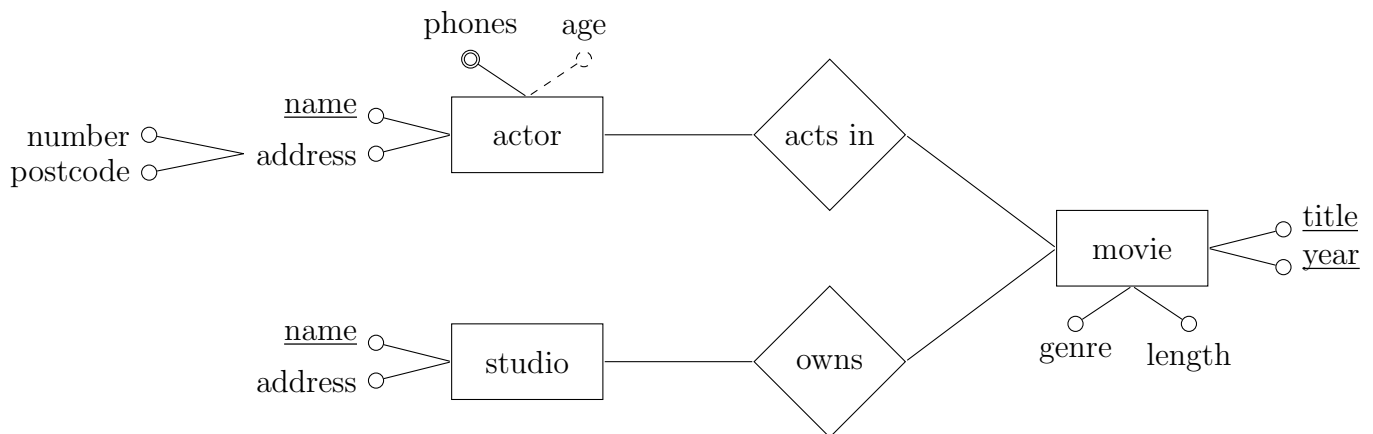 phones
age
name
address
number
postcode
actor
acts in
title
year
movie
genre
length
name
address
studio
owns